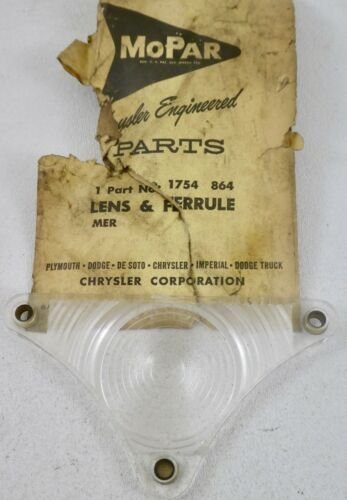 MOPAR
Engineered
PARTS
1 Part No. 1754 864
LENS & FERRULE
MER
PLYMOUTH • DODGE • DE SOTO • CHRYSLER • IMPERIAL • DODGE TRUCK
CHRYSLER CORPORATION